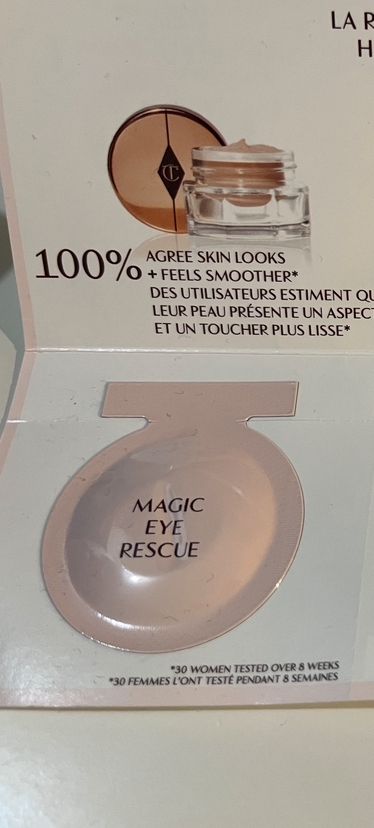 LA R
H
CT
100% AGREE SKIN LOOKS
+ FEELS SMOOTHER*
DES UTILISATEURS ESTIMENT QU
LEUR PEAU PRÉSENTE UN ASPECT
ET UN TOUCHER PLUS LISSE*
MAGIC
EYE
RESCUE
*30 WOMEN TESTED OVER 8 WEEKS
*30 FEMMES L'ONT TESTÉ PENDANT 8 SEMAINES